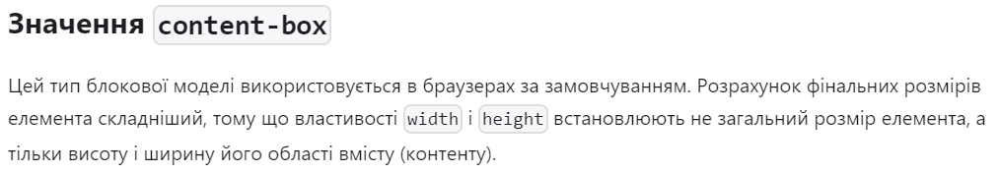 Значення content-box
Цей тип блокової моделі використовується в браузерах за замовчуванням. Розрахунок фінальних розмірів
елемента складніший, тому що властивості width і height встановлюють не загальний розмір елемента, а
тільки висоту і ширину його області вмісту (контенту).